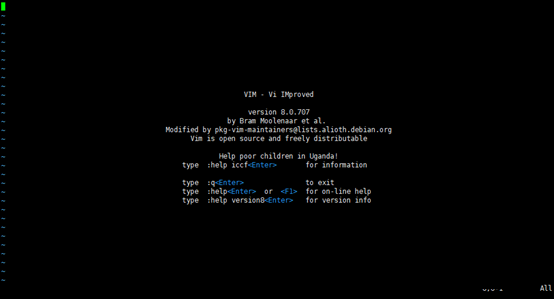 ~
~
~
~
~
~
~
~
~
~ VIM - Vi IMproved
~
~ version 8.0.707
~ by Bram Moolenaar et al.
~ Modified by pkg-vim-maintainers@lists.alioth.debian.org
~ Vim is open source and freely distributable
~
~ Help poor children in Uganda!
~ type :help iccf<Enter> for information
~
~ type :q<Enter> to exit
~ type :help<Enter> or <F1> for on-line help
~ type :help version8<Enter> for version info
~
~
~
~
~
~
~
~
~
All